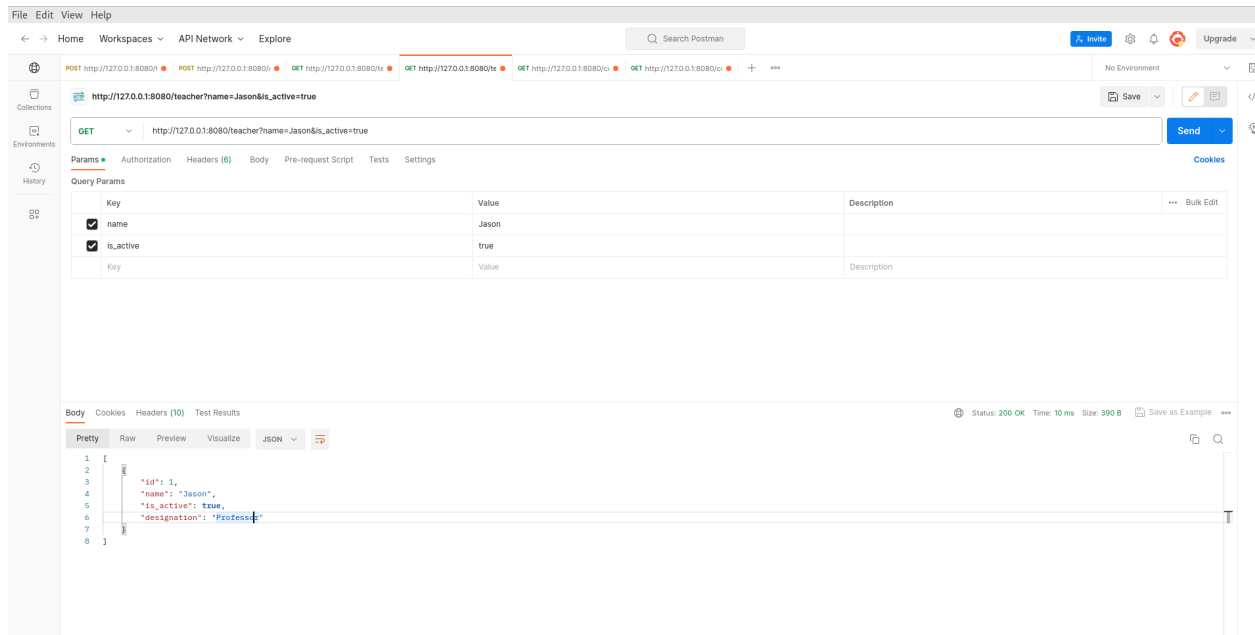 File Edit View Help
Home Workspaces API Network Explore Search Postman Invite Upgrade
POST http://127.0.0.1:8080/t POST http://127.0.0.1:8080/ GET http://127.0.0.1:8080/te GET http://127.0.0.1:8080/te GET http://127.0.0.1:8080/c GET http://127.0.0.1:8080/c No Environment
Collections
Environments
History
http://127.0.0.1:8080/teacher?name=Jason&is_active=true Save
GET http://127.0.0.1:8080/teacher?name=Jason&is_active=true Send
Params Authorization Headers (6) Body Pre-request Script Tests Settings Cookies
Query Params
Key Value Description Bulk Edit
name Jason
is_active true
Key Value Description
Body Cookies Headers (10) Test Results Status: 200 OK Time: 10 ms Size: 390 B Save as Example
Pretty Raw Preview Visualize JSON
1 [
2 {
3 "id": 1,
4 "name": "Jason",
5 "is_active": true,
6 "designation": "Professor"
7 }
8 ]